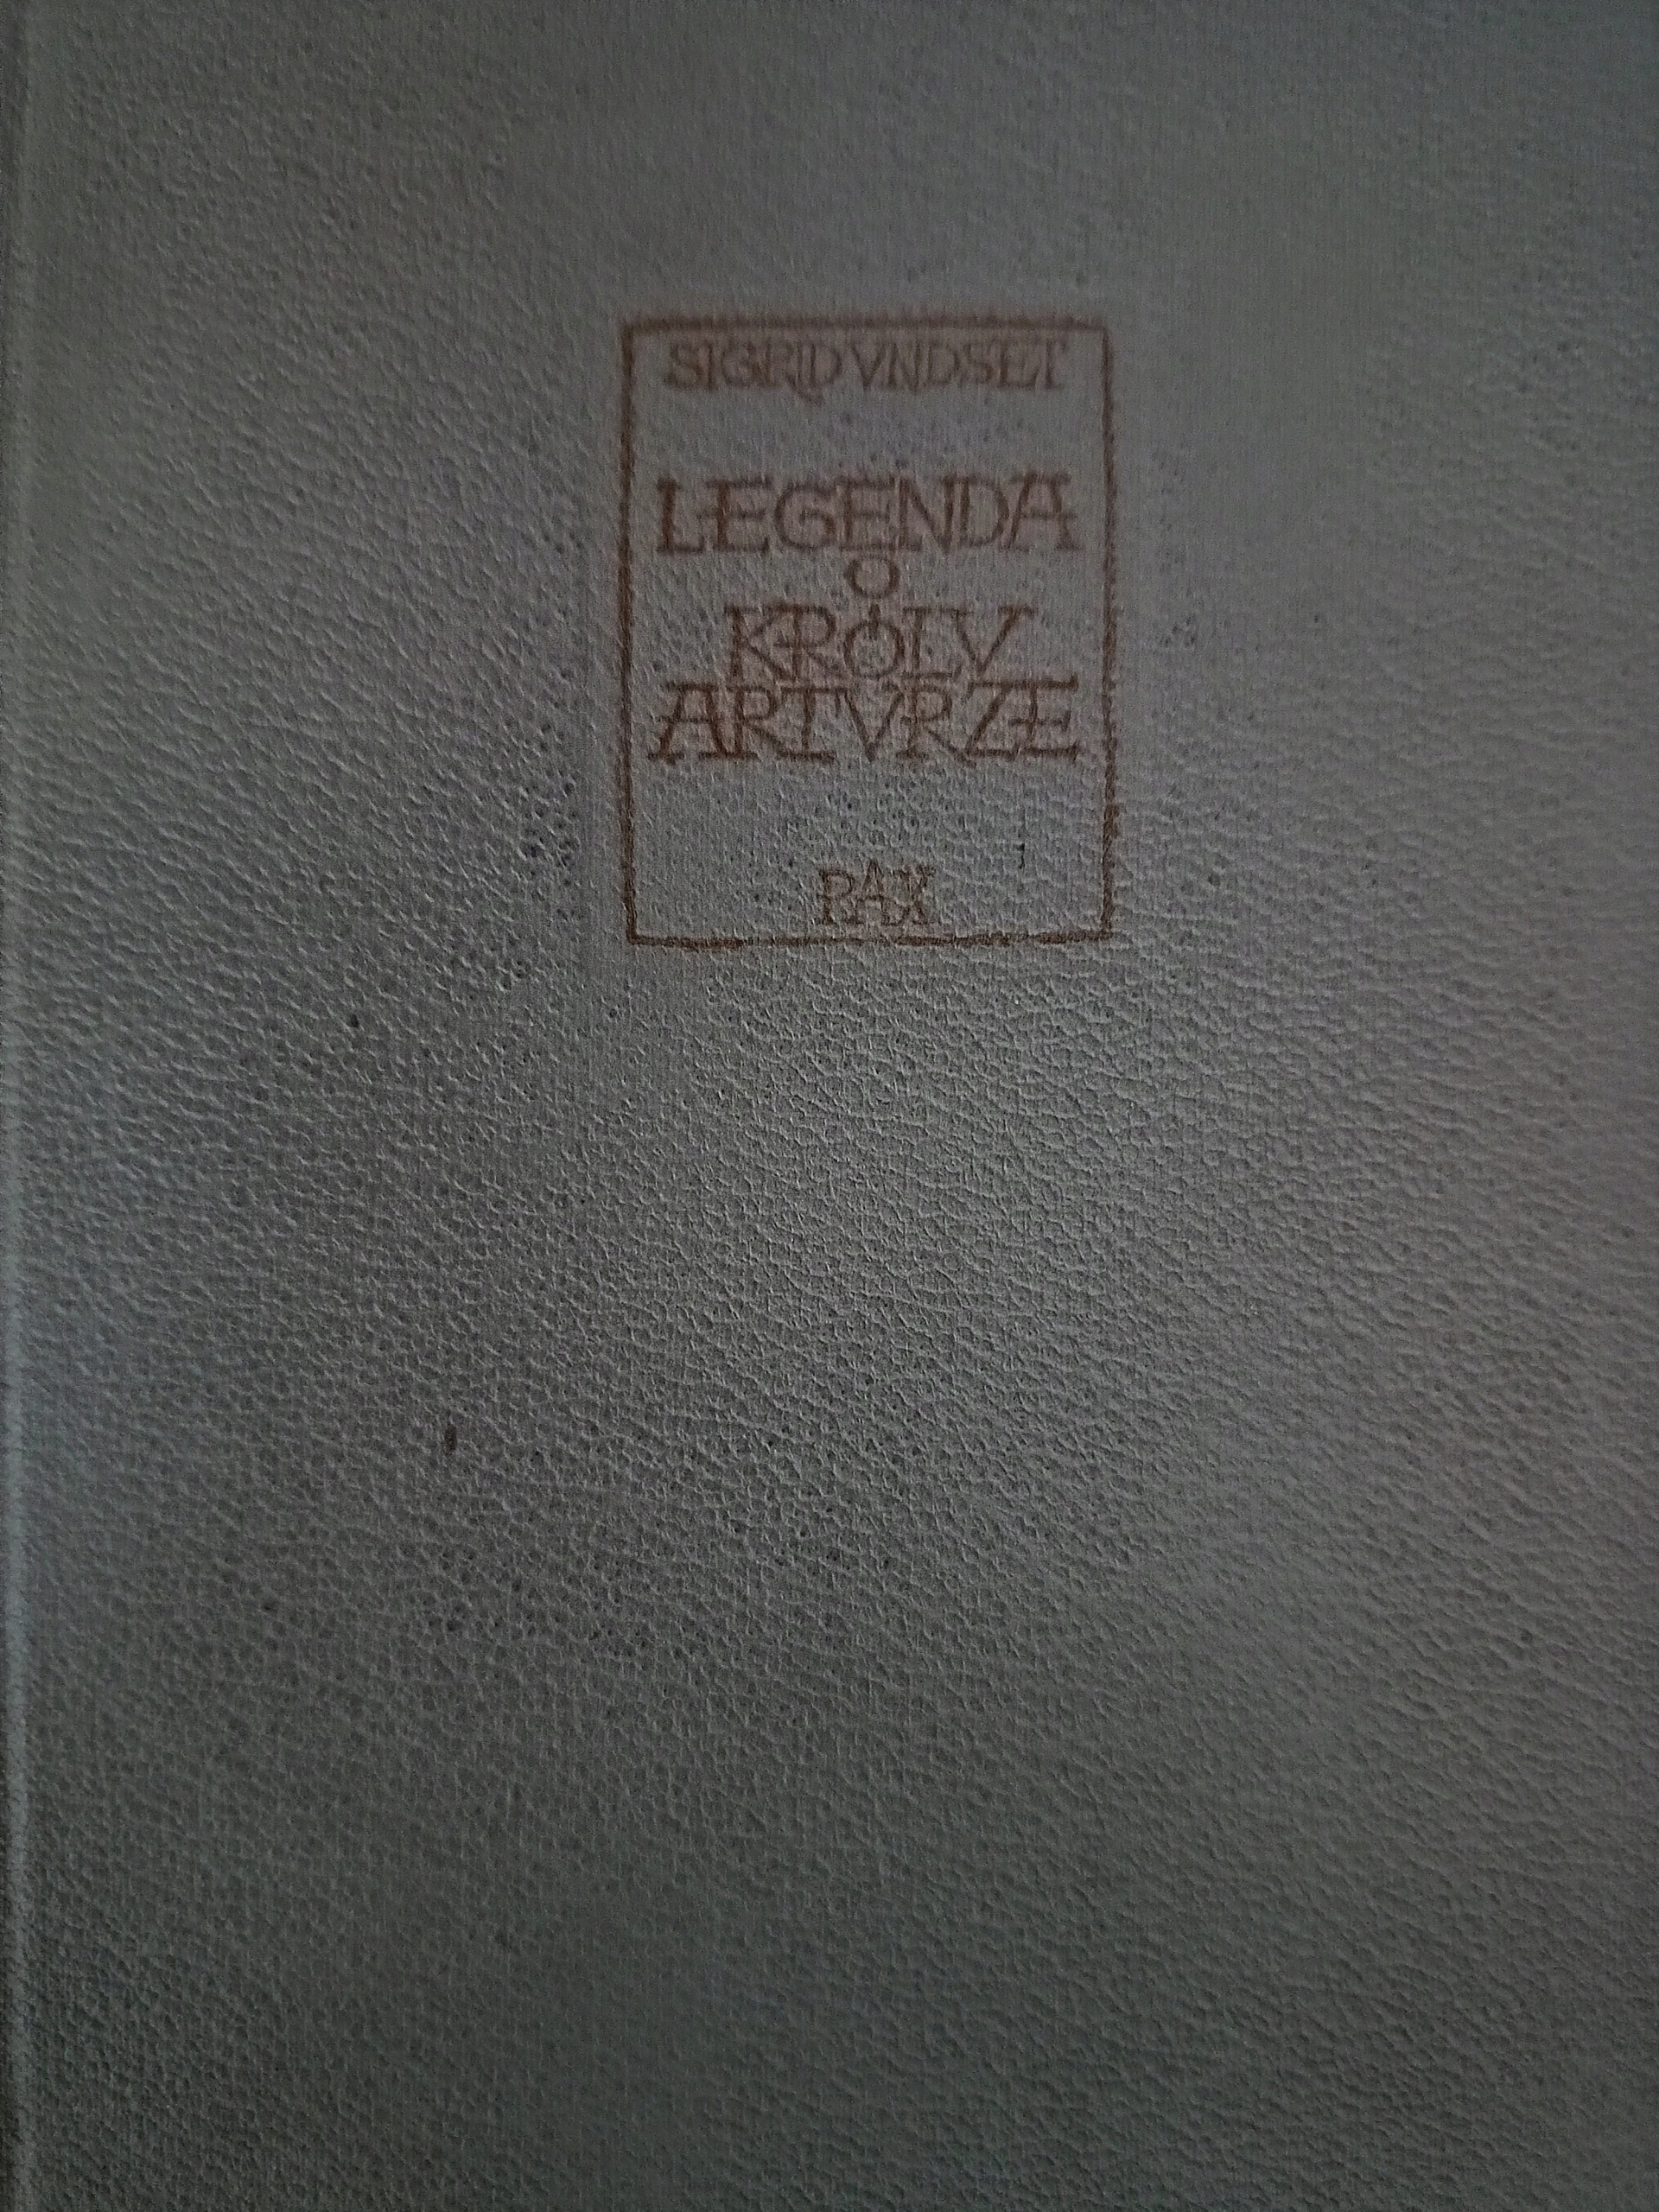 SIGRID VNDSET
LEGENDA
O
KRÓLV
ARTVRZE
PAX